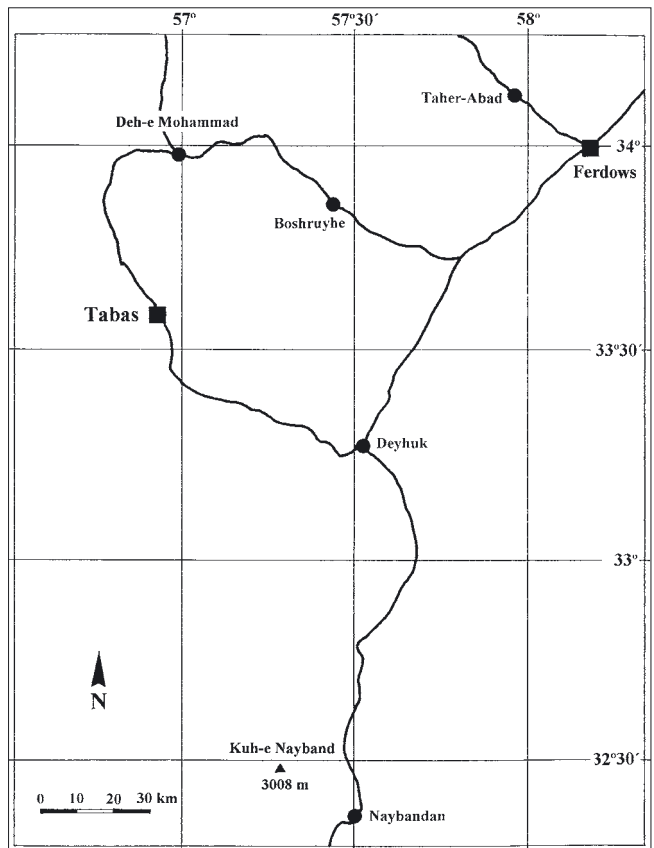 57° 57°30′ 58°
Taher-Abad
Deh-e Mohammad
34°
Ferdows
Boshruyhe
Tabas
33°30′
Deyhuk
33°
N
Kuh-e Nayband
3008 m
32°30′
0 10 20 30 km
Naybandan